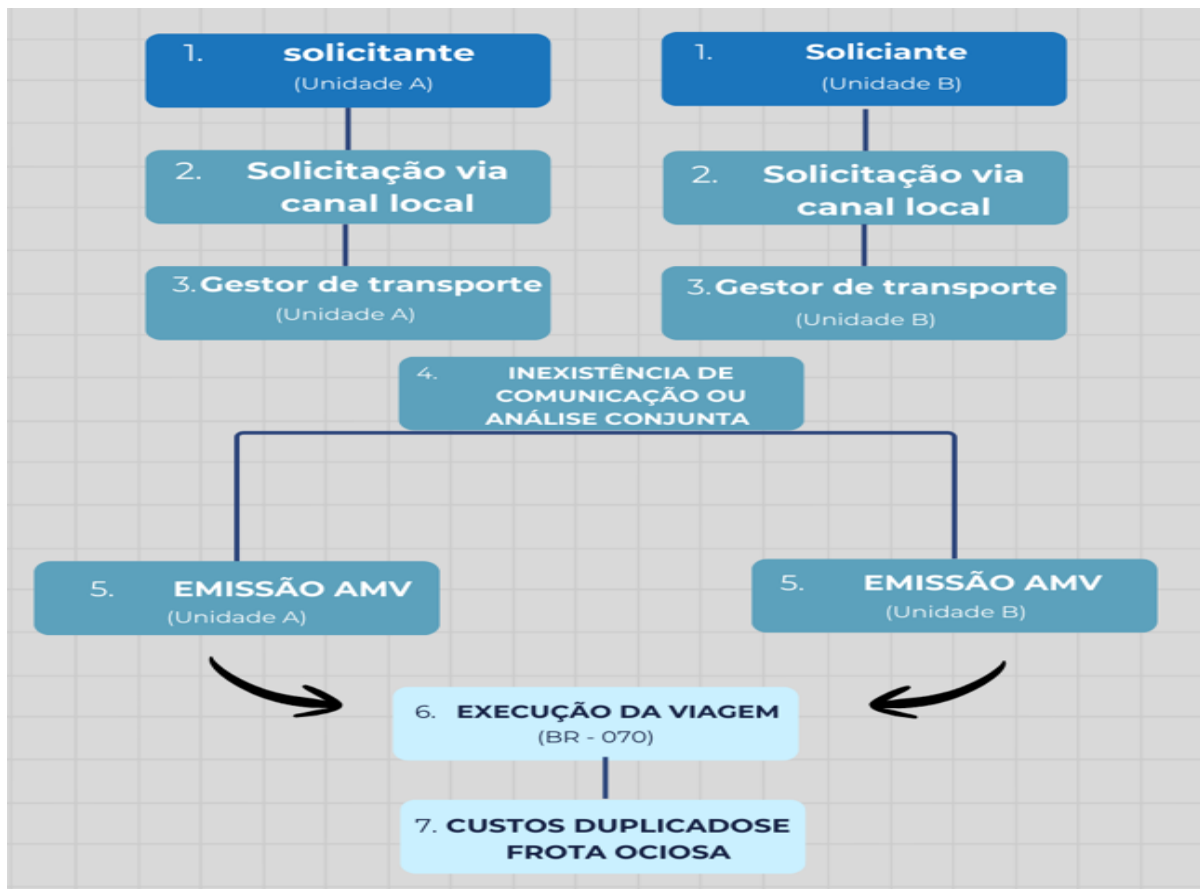 1. solicitante
(Unidade A)
1. Soliciante
(Unidade B)
2. Solicitação via
canal local
2. Solicitação via
canal local
3. Gestor de transporte
(Unidade A)
3. Gestor de transporte
(Unidade B)
4. INEXISTÊNCIA DE
COMUNICAÇÃO OU
ANÁLISE CONJUNTA
5. EMISSÃO AMV
(Unidade A)
5. EMISSÃO AMV
(Unidade B)
6. EXECUÇÃO DA VIAGEM
(BR - 070)
7. CUSTOS DUPLICADOSE
FROTA OCIOSA